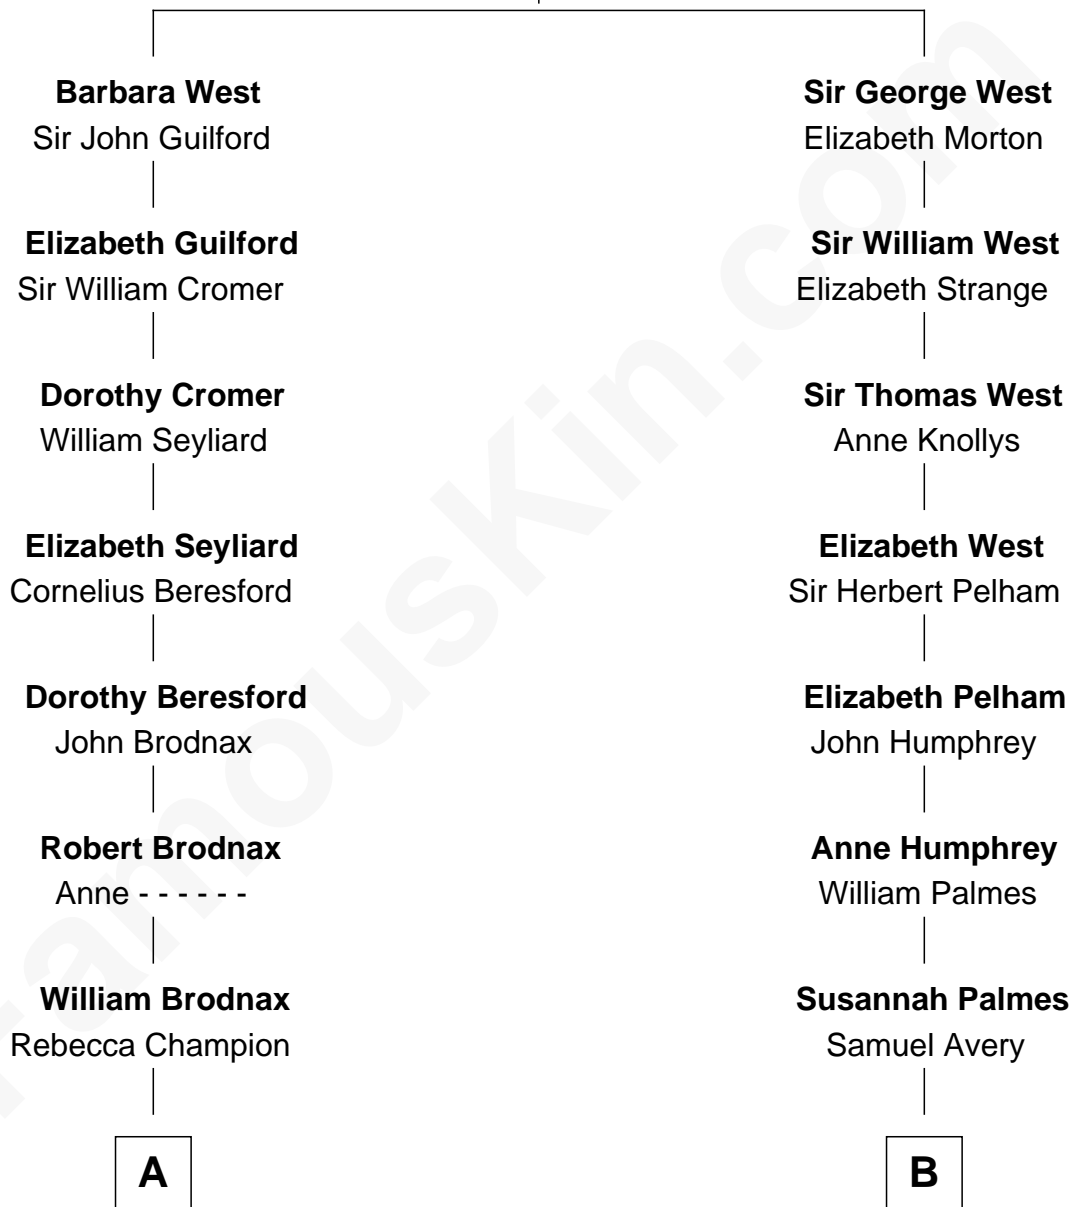 Barbara West
Sir John Guilford
Elizabeth Guilford
Sir William Cromer
Dorothy Cromer
William Seyliard
Elizabeth Seyliard
Cornelius Beresford
Dorothy Beresford
John Brodnax
Robert Brodnax
Anne - - - - - -
William Brodnax
Rebecca Champion
A
Sir George West
Elizabeth Morton
Sir William West
Elizabeth Strange
Sir Thomas West
Anne Knollys
Elizabeth West
Sir Herbert Pelham
Elizabeth Pelham
John Humphrey
Anne Humphrey
William Palmes
Susannah Palmes
Samuel Avery
B
FamousKin.com